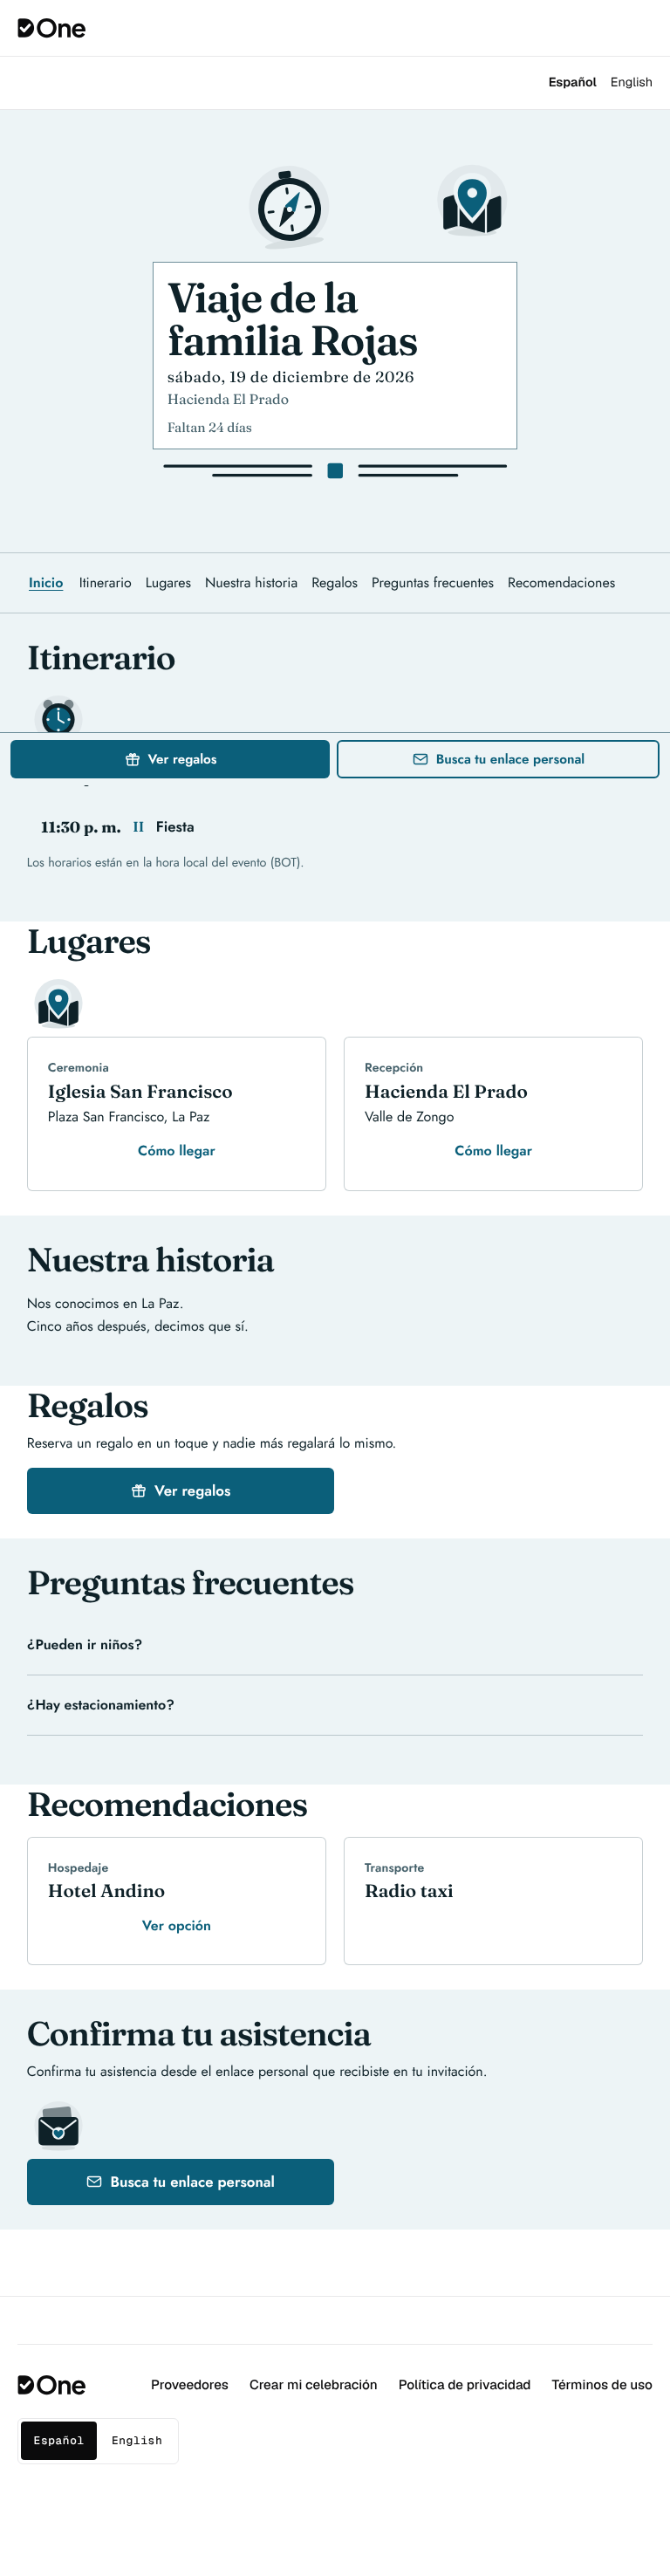 One
Español English
Viaje de la
familia Rojas
sábado, 19 de diciembre de 2026
Hacienda El Prado
Faltan 24 días
Inicio Itinerario Lugares Nuestra historia Regalos Preguntas frecuentes Recomendaciones
Itinerario
Ver regalos Busca tu enlace personal
11:30 p. m. II Fiesta
Los horarios están en la hora local del evento (BOT).
Lugares
Ceremonia
Iglesia San Francisco
Plaza San Francisco, La Paz
Cómo llegar
Recepción
Hacienda El Prado
Valle de Zongo
Cómo llegar
Nuestra historia
Nos conocimos en La Paz.
Cinco años después, decimos que sí.
Regalos
Reserva un regalo en un toque y nadie más regalará lo mismo.
Ver regalos
Preguntas frecuentes
¿Pueden ir niños?
¿Hay estacionamiento?
Recomendaciones
Hospedaje
Hotel Andino
Ver opción
Transporte
Radio taxi
Confirma tu asistencia
Confirma tu asistencia desde el enlace personal que recibiste en tu invitación.
Busca tu enlace personal
One
Proveedores Crear mi celebración Política de privacidad Términos de uso
Español English